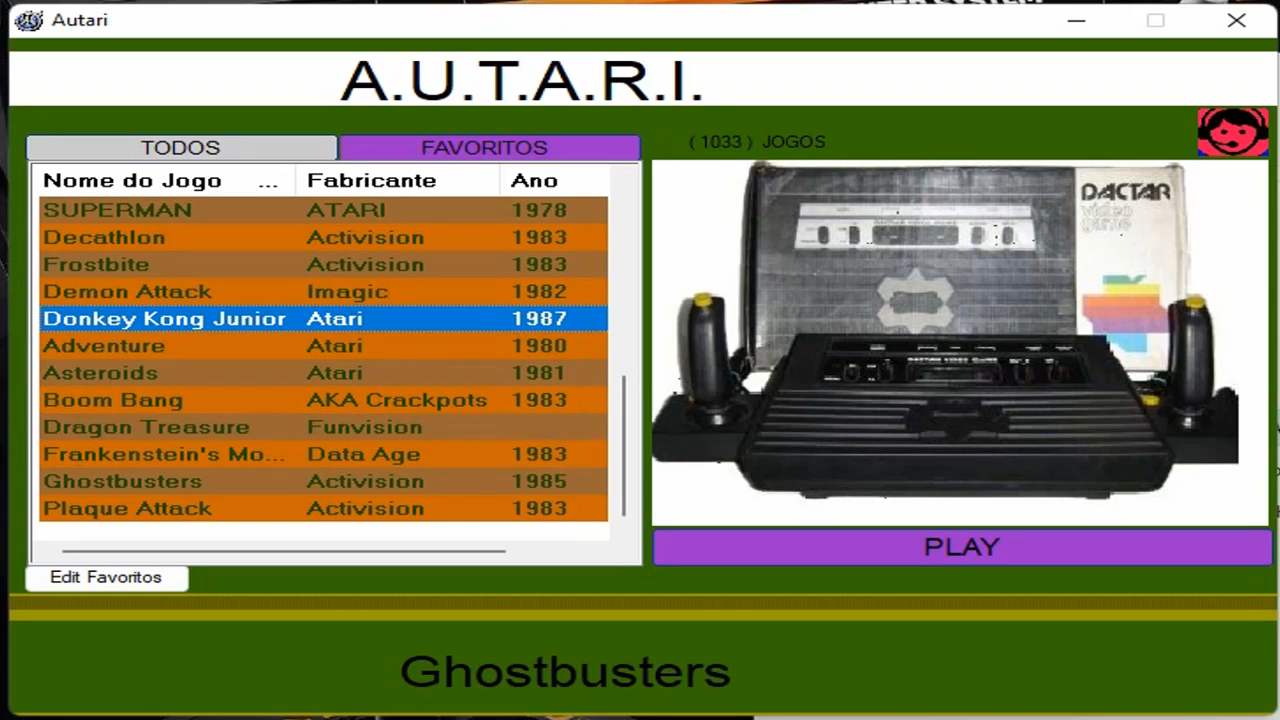 Autari
A.U.T.A.R.I.
TODOS
FAVORITOS
( 1033 ) JOGOS
Nome do Jogo ... Fabricante Ano
SUPERMAN ATARI 1978
Decathlon Activision 1983
Frostbite Activision 1983
Demon Attack Imagic 1982
Donkey Kong Junior Atari 1987
Adventure Atari 1980
Asteroids Atari 1981
Boom Bang AKA Crackpots 1983
Dragon Treasure Funvision
Frankenstein's Mo... Data Age 1983
Ghostbusters Activision 1985
Plaque Attack Activision 1983
DACTAR
video
game
PLAY
Edit Favoritos
Ghostbusters